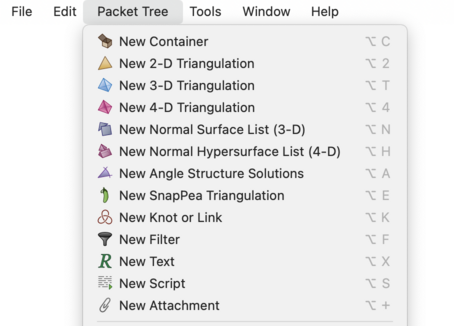 File Edit Packet Tree Tools Window Help
New Container ⌥ C
New 2-D Triangulation ⌥ 2
New 3-D Triangulation ⌥ T
New 4-D Triangulation ⌥ 4
New Normal Surface List (3-D) ⌥ N
New Normal Hypersurface List (4-D) ⌥ H
New Angle Structure Solutions ⌥ A
New SnapPea Triangulation ⌥ E
New Knot or Link ⌥ K
New Filter ⌥ F
R New Text ⌥ X
New Script ⌥ S
New Attachment ⌥ +